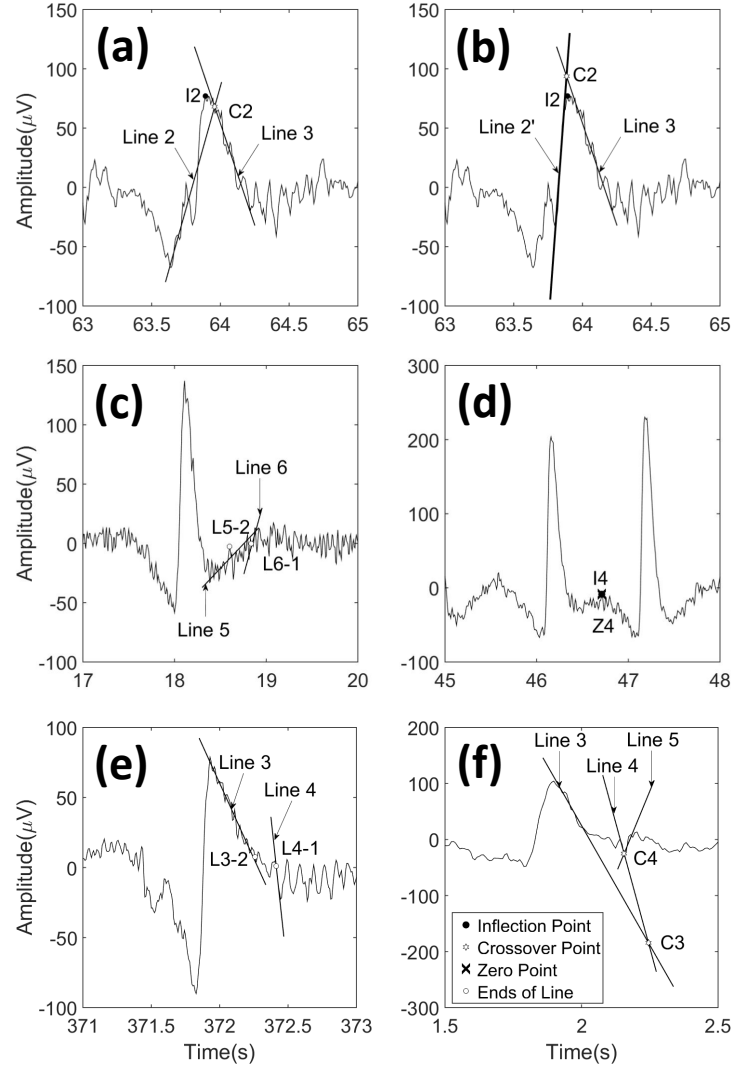 (a)
Amplitude(μV)
150
100
50
0
-50
-100
I2
C2
Line 2
Line 3
63
63.5
64
64.5
65
(b)
150
100
50
0
-50
-100
C2
I2
Line 2'
Line 3
63
63.5
64
64.5
65
(c)
Amplitude(μV)
150
100
50
0
-50
-100
Line 6
L5-2
L6-1
Line 5
17
18
19
20
(d)
300
200
100
0
-100
I4
Z4
45
46
47
48
(e)
Amplitude(μV)
100
50
0
-50
-100
Line 3
Line 4
L3-2
L4-1
371
371.5
372
372.5
373
Time(s)
(f)
200
100
0
-100
-200
-300
Line 3
Line 5
Line 4
C4
C3
Inflection Point
Crossover Point
Zero Point
Ends of Line
1.5
2
2.5
Time(s)